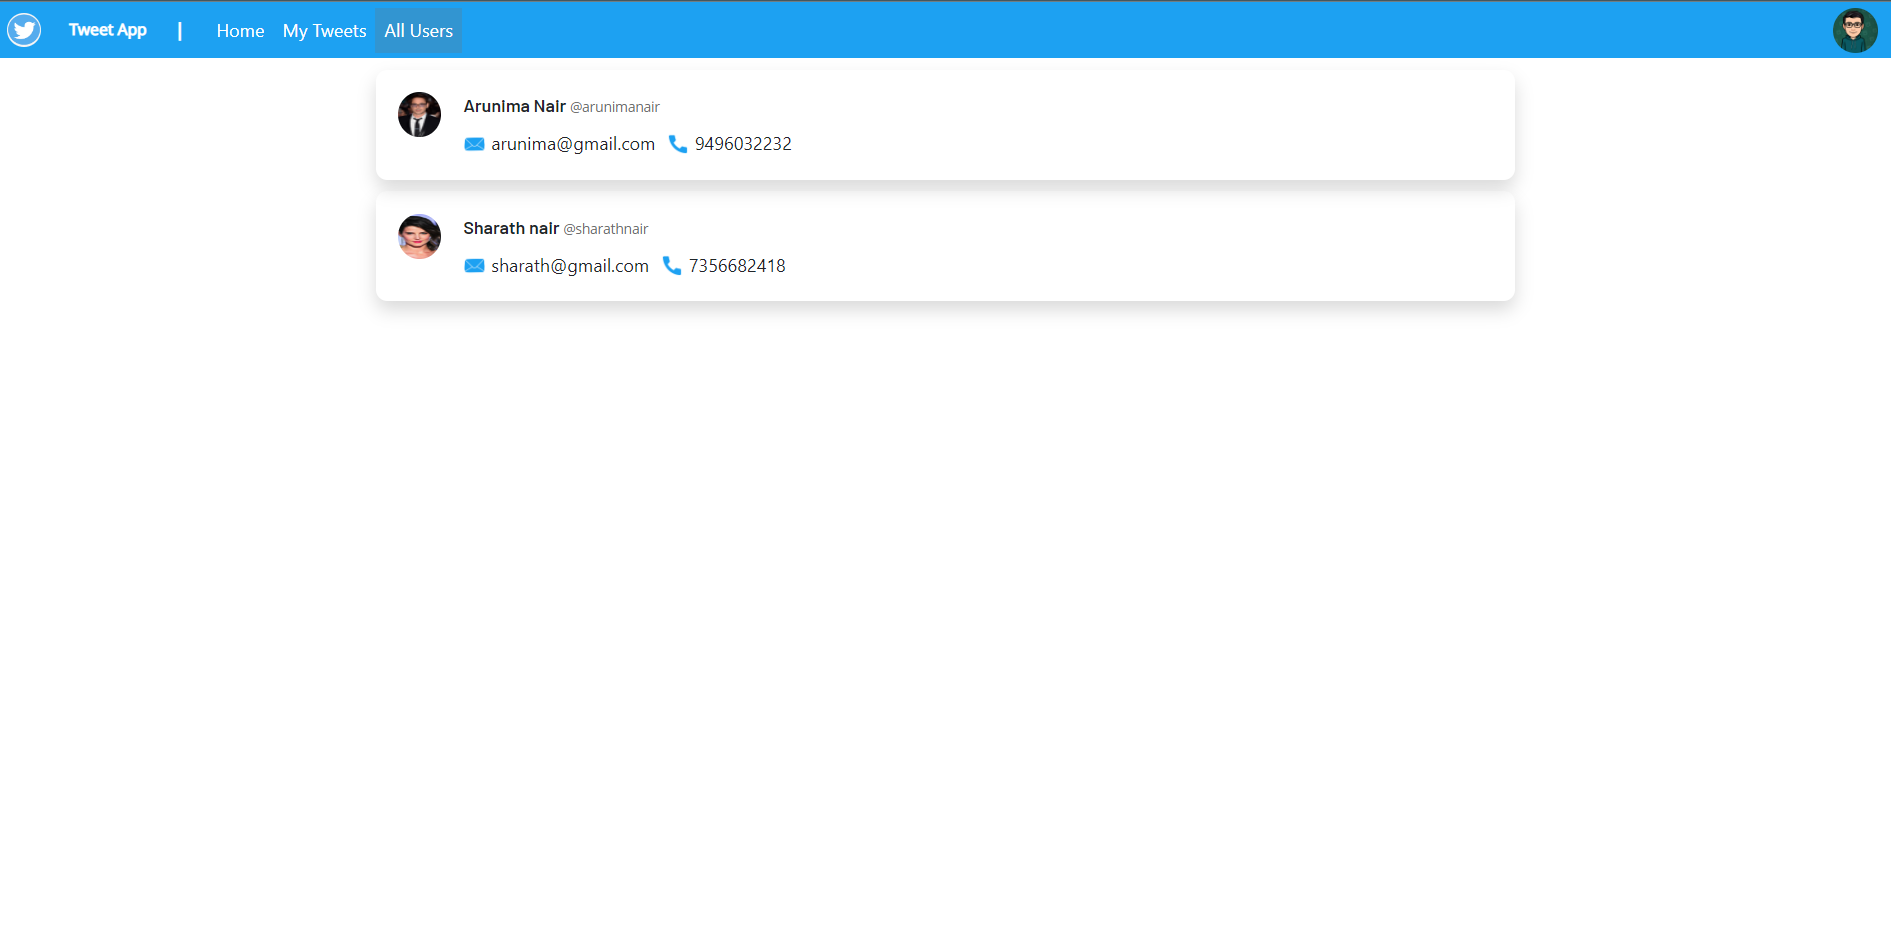 Tweet App | Home My Tweets All Users
Arunima Nair @arunimanair
arunima@gmail.com 9496032232
Sharath nair @sharathnair
sharath@gmail.com 7356682418